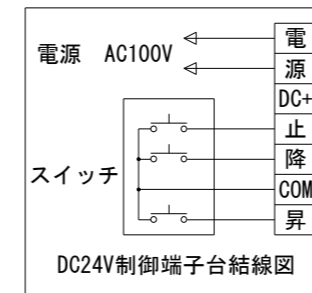 電源 AC100V
電
源
DC+
止
降
COM
昇
スイッチ
DC24V制御端子台結線図